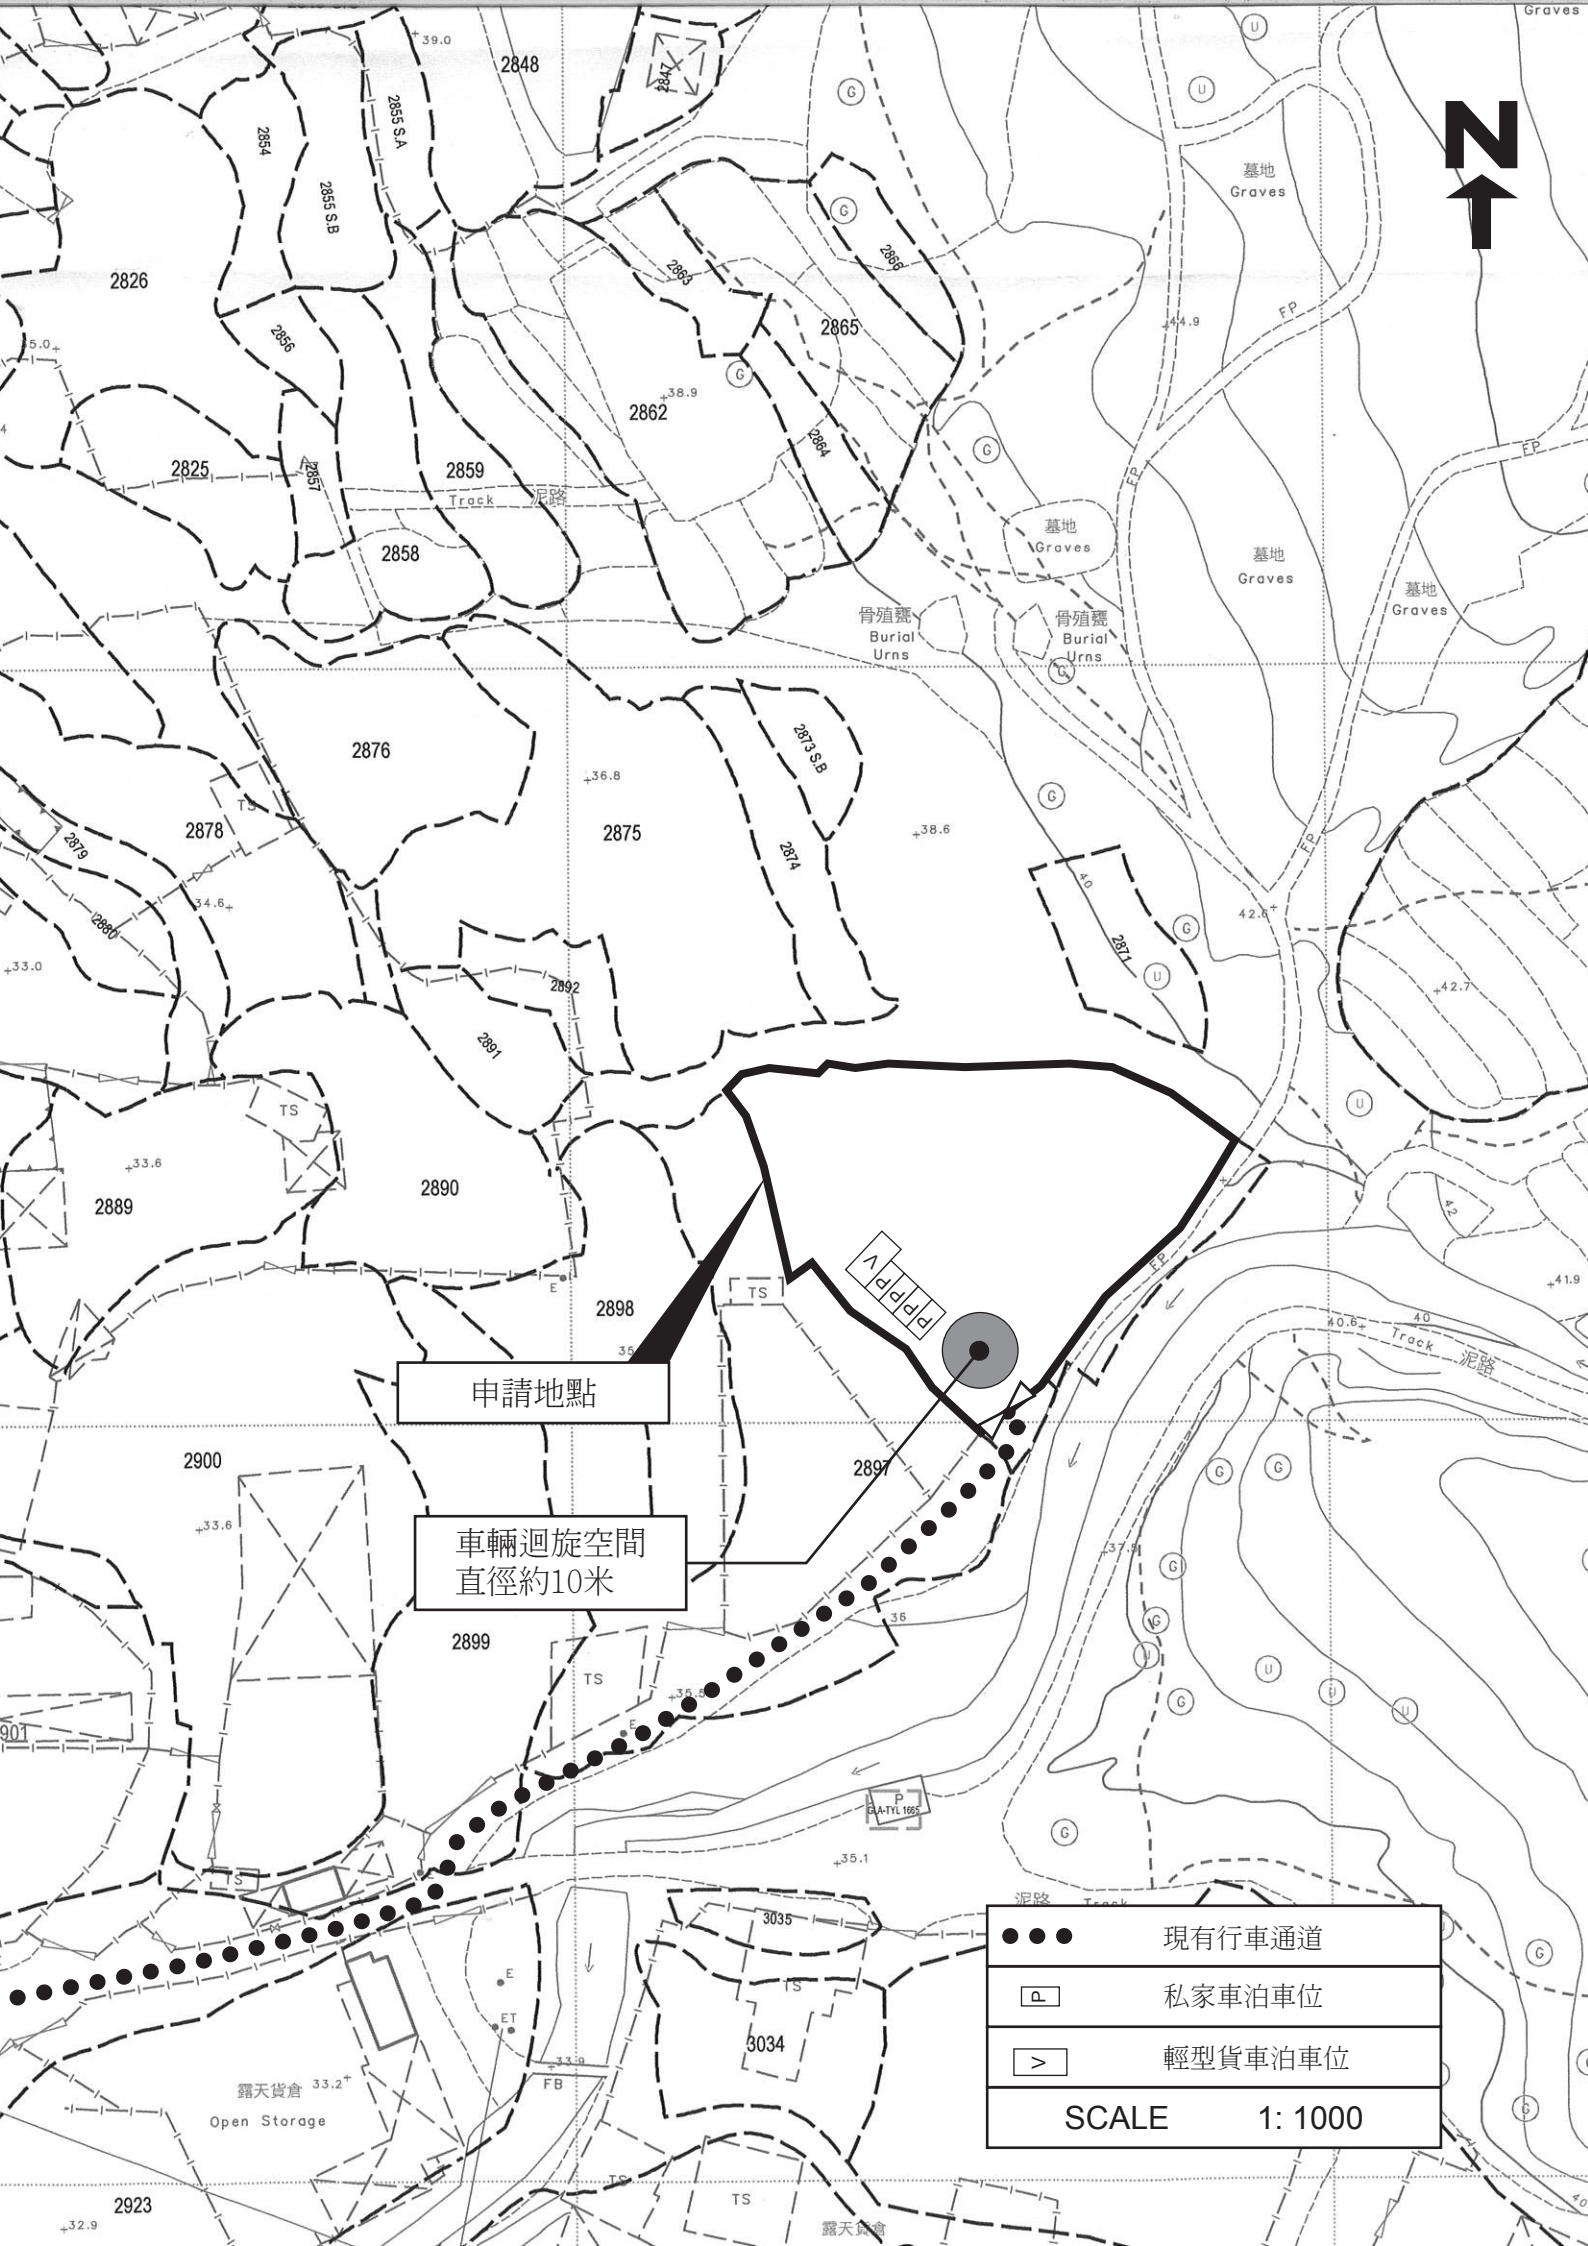 Graves
U
39.0
2848
2847
G
U
N
2854
2855 S.A
墓地
Graves
2855 S.B
G
2866
2863
2826
2865
44.9
FP
2856
5.0
G
38.9
2862
2864
G
FP
FP
2825
2857
2859
Track
泥路
墓地
Graves
2858
墓地
Graves
墓地
Graves
骨殖甕
Burial
Urns
骨殖甕
Burial
Urns
G
2873 S.B
2876
36.8
G
TS
2878
2875
38.6
2879
2874
FP
40
34.6
42.6
2880
G
2871
33.0
U
2892
42.7
2891
TS
U
33.6
2890
2889
42
V
FP
E
TS
41.9
2898
P
P
P
P
40.6
40
Track
泥路
35
申請地點
2900
2897
G
G
33.6
車輛迴旋空間
直徑約10米
37.5
G
36
G
2899
U
U
TS
U
35.5
G
U
E
901
P
GLA-TYL 1665
G
35.1
TS
泥路
Track
3035
現有行車通道
G
E
TS
P
私家車泊車位
ET
3034
V
輕型貨車泊車位
33.9
FB
露天貨倉
33.2
Open Storage
G
SCALE 1: 1000
TS
TS
2923
32.9
露天貨倉
40